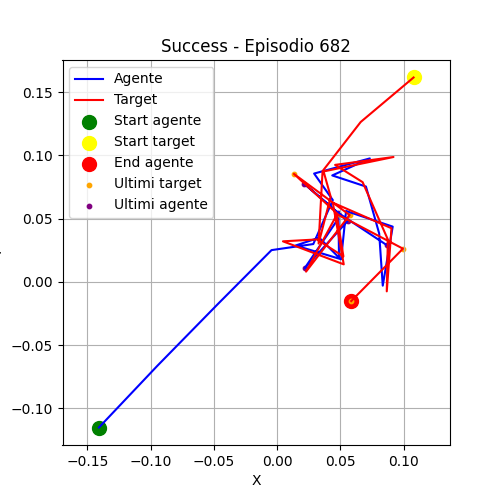 Success - Episodio 682
Agente
Target
Start agente
Start target
End agente
Ultimi target
Ultimi agente
0.15
0.10
0.05
0.00
−0.05
−0.10
−0.15 −0.10 −0.05 0.00 0.05 0.10
X